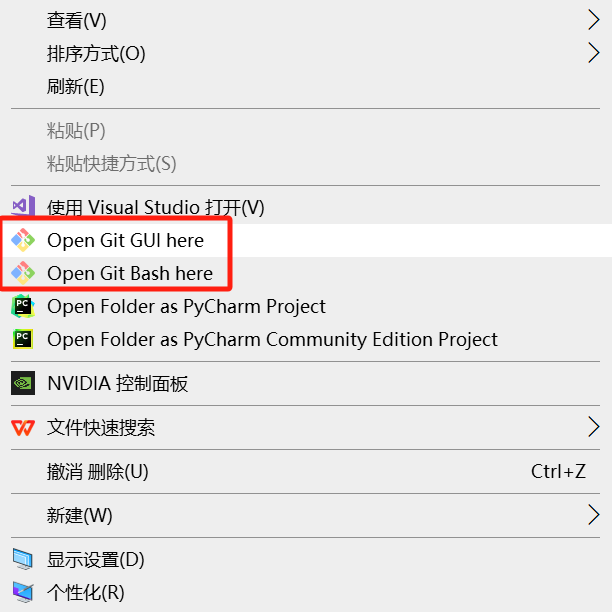 查看(V)
排序方式(O)
刷新(E)
粘贴(P)
粘贴快捷方式(S)
使用 Visual Studio 打开(V)
Open Git GUI here
Open Git Bash here
PC Open Folder as PyCharm Project
PC Open Folder as PyCharm Community Edition Project
NVIDIA 控制面板
文件快速搜索
撤消 删除(U) Ctrl+Z
新建(W)
显示设置(D)
个性化(R)